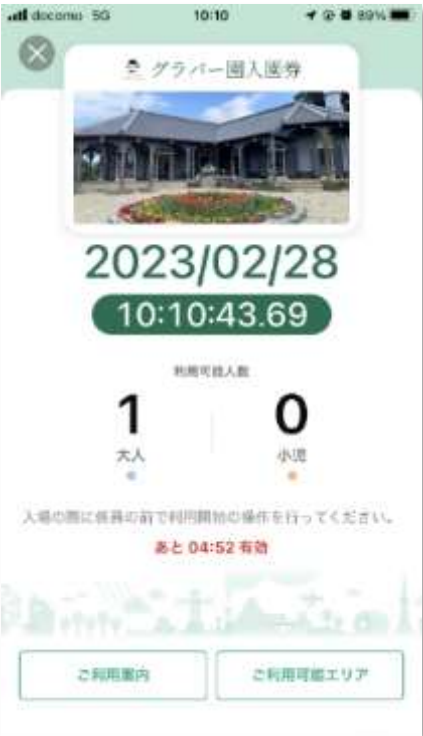 docomo 5G 10:10 89%
グラバー園入園券
2023/02/28
10:10:43.69
利用可能人数
1 0
大人 小児
入場の際に係員の前で利用開始の操作を行ってください。
あと 04:52 有効
ご利用案内 ご利用可能エリア